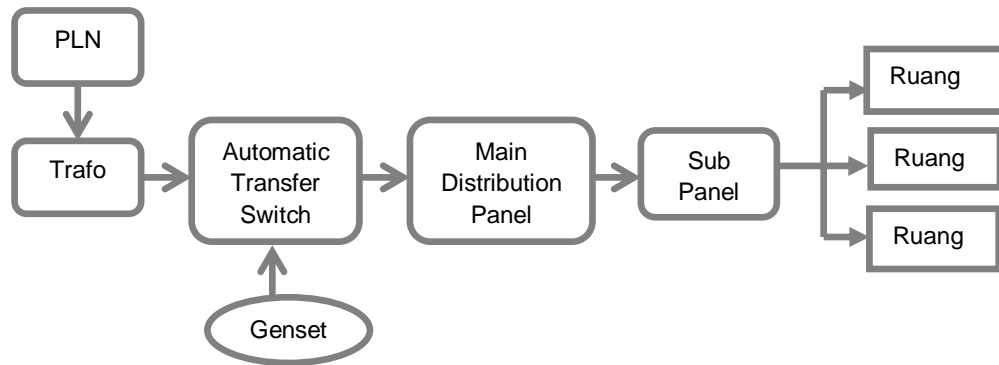 PLN
Trafo
Automatic
Transfer
Switch
Genset
Main
Distribution
Panel
Sub
Panel
Ruang
Ruang
Ruang